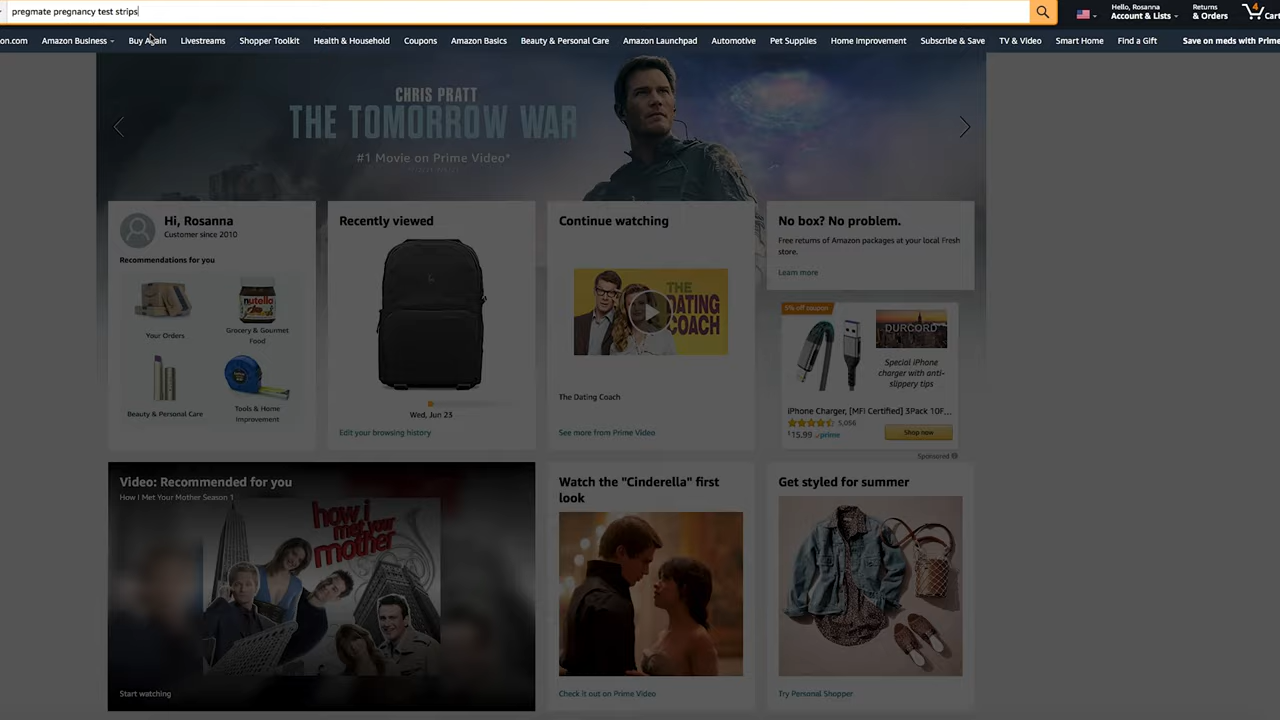 pregmate pregnancy test strips
Hello, Rosanna
Account & Lists
Returns
& Orders
4
Cart
on.com
Amazon Business
Buy Again
Livestreams
Shopper Toolkit
Health & Household
Coupons
Amazon Basics
Beauty & Personal Care
Amazon Launchpad
Automotive
Pet Supplies
Home Improvement
Subscribe & Save
TV & Video
Smart Home
Find a Gift
Save on meds with Prime
CHRIS PRATT
THE TOMORROW WAR
#1 Movie on Prime Video*
Hi, Rosanna
Customer since 2010
Recommendations for you
nutella
Your Orders
Grocery & Gourmet
Food
Beauty & Personal Care
Tools & Home
Improvement
Recently viewed
Wed, Jun 23
Edit your browsing history
Continue watching
THE
DATING
COACH
The Dating Coach
See more from Prime Video
No box? No problem.
Free returns of Amazon packages at your local Fresh
store.
Learn more
5% off coupon
DURCORD
Special iPhone
charger with anti-
slippery tips
iPhone Charger, [MFi Certified] 3Pack 10F...
5,056
$15.99 prime
Shop now
Sponsored
Video: Recommended for you
How I Met Your Mother Season 1
how i
met your
mother
Start watching
Watch the "Cinderella" first
look
Check it out on Prime Video
Get styled for summer
Try Personal Shopper